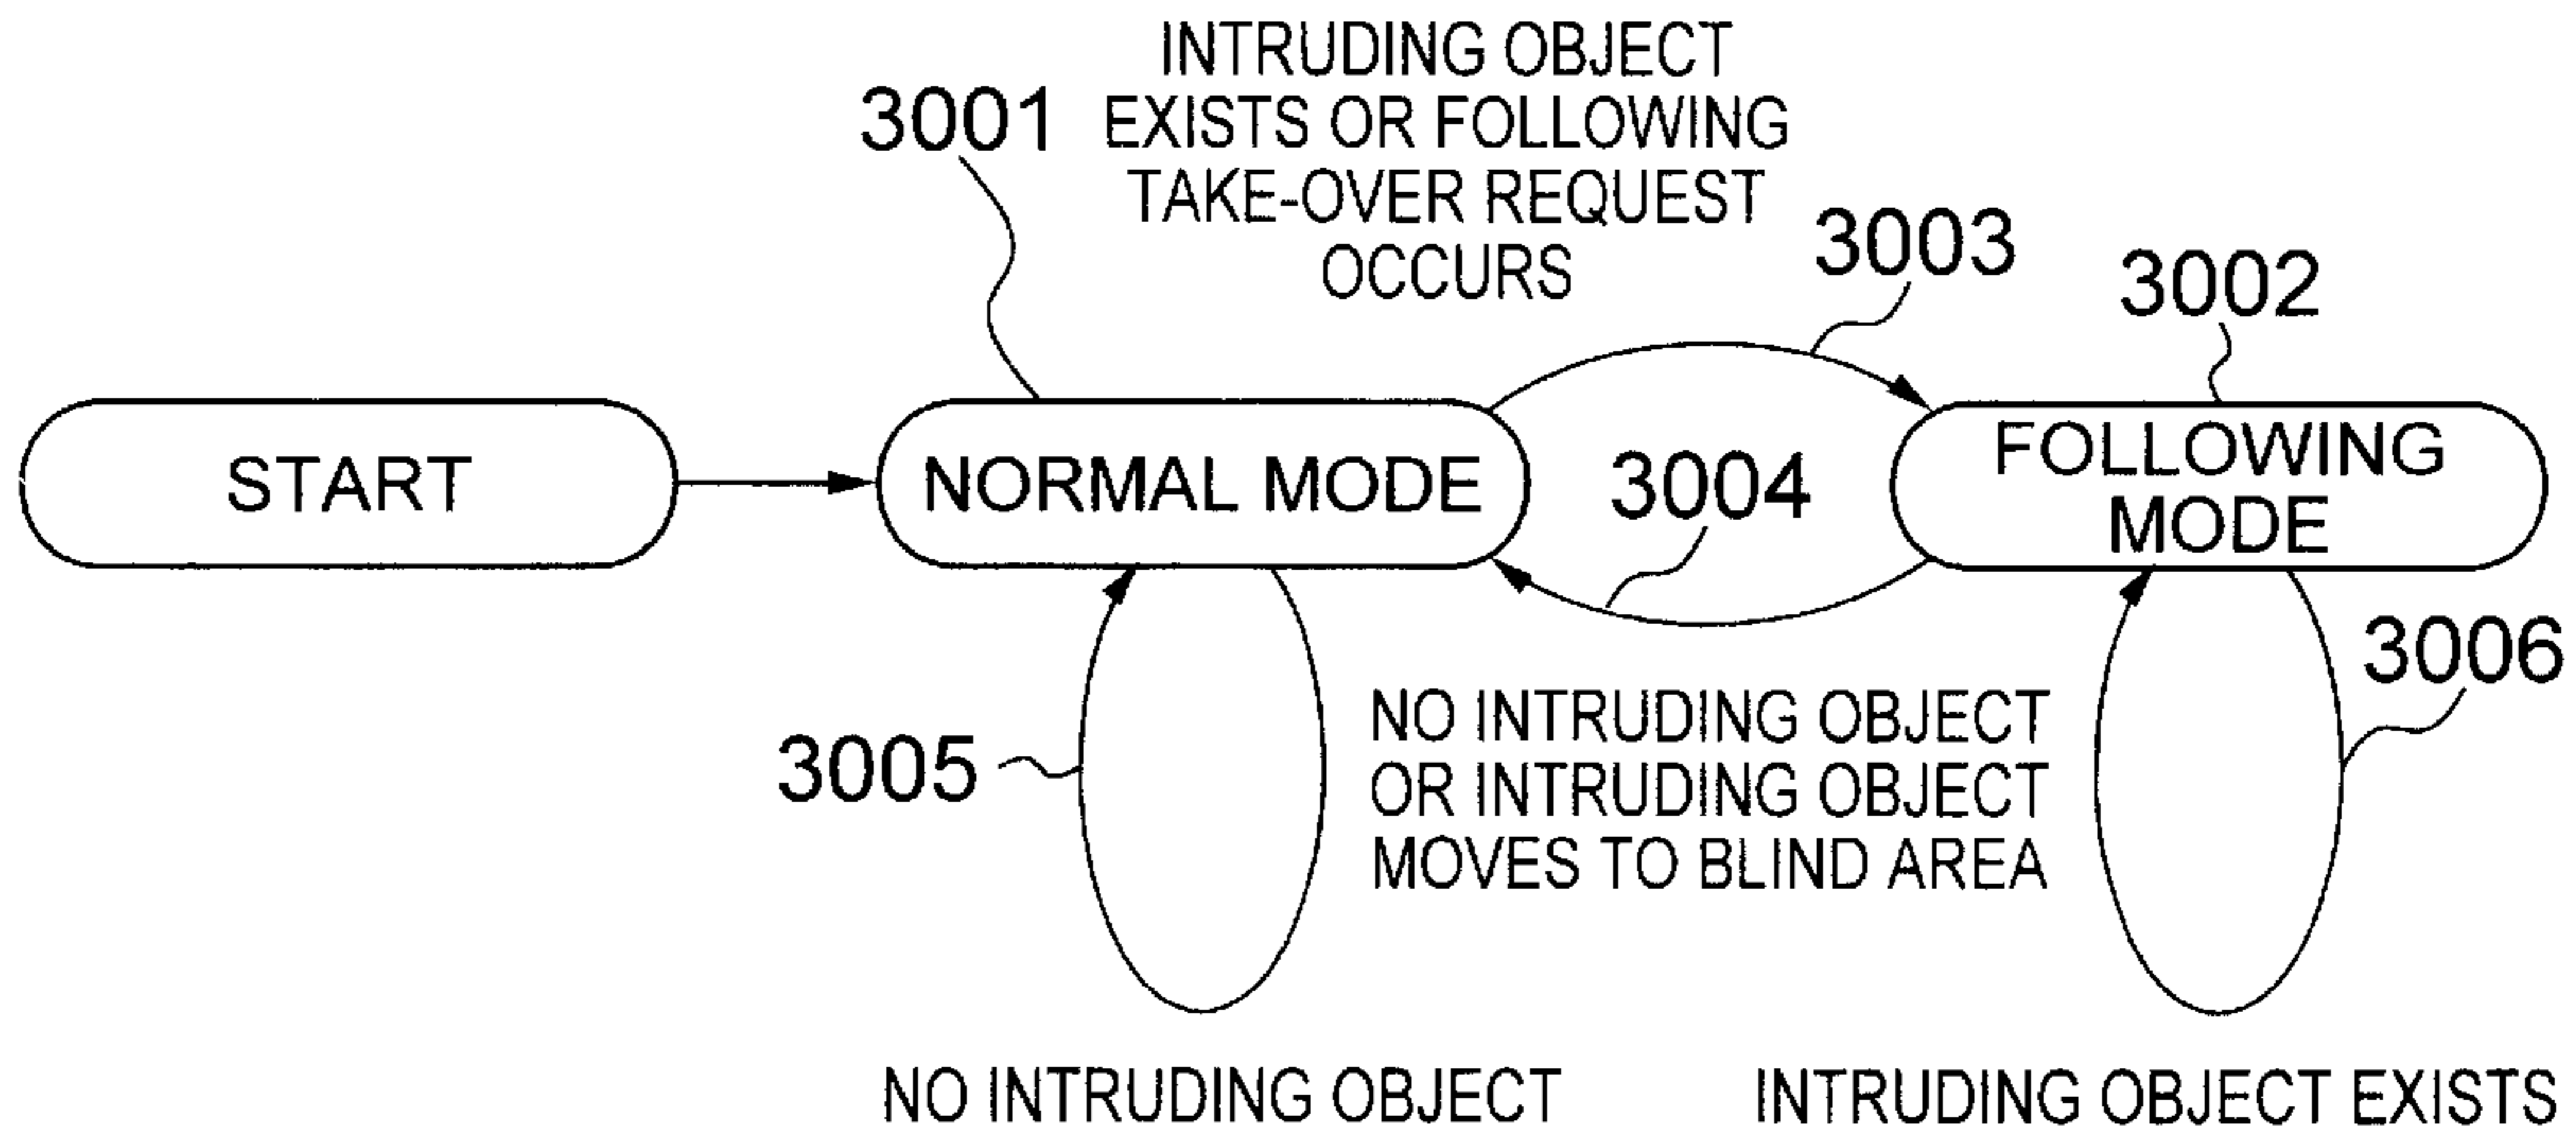 INTRUDING OBJECT
EXISTS OR FOLLOWING
TAKE-OVER REQUEST
OCCURS
3001
3003
3002
START
NORMAL MODE
3004
FOLLOWING
MODE
3005
NO INTRUDING OBJECT
OR INTRUDING OBJECT
MOVES TO BLIND AREA
3006
NO INTRUDING OBJECT
INTRUDING OBJECT EXISTS